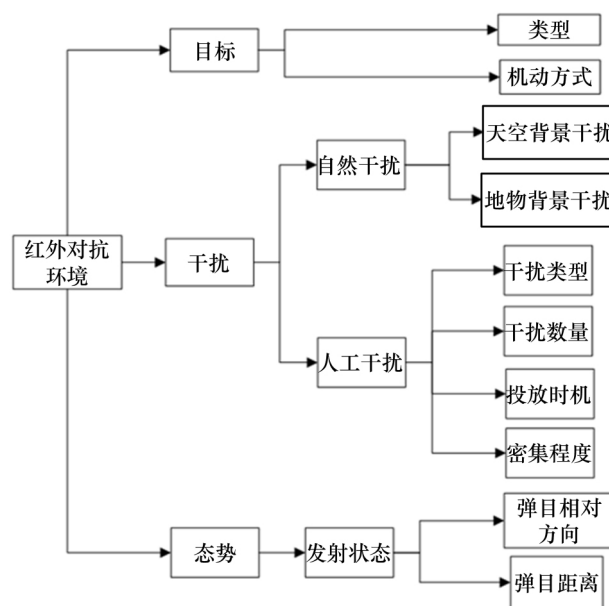 目标
类型
机动方式
自然干扰
天空背景干扰
地物背景干扰
红外对抗
环境
干扰
干扰类型
干扰数量
人工干扰
投放时机
密集程度
态势
发射状态
弹目相对
方向
弹目距离